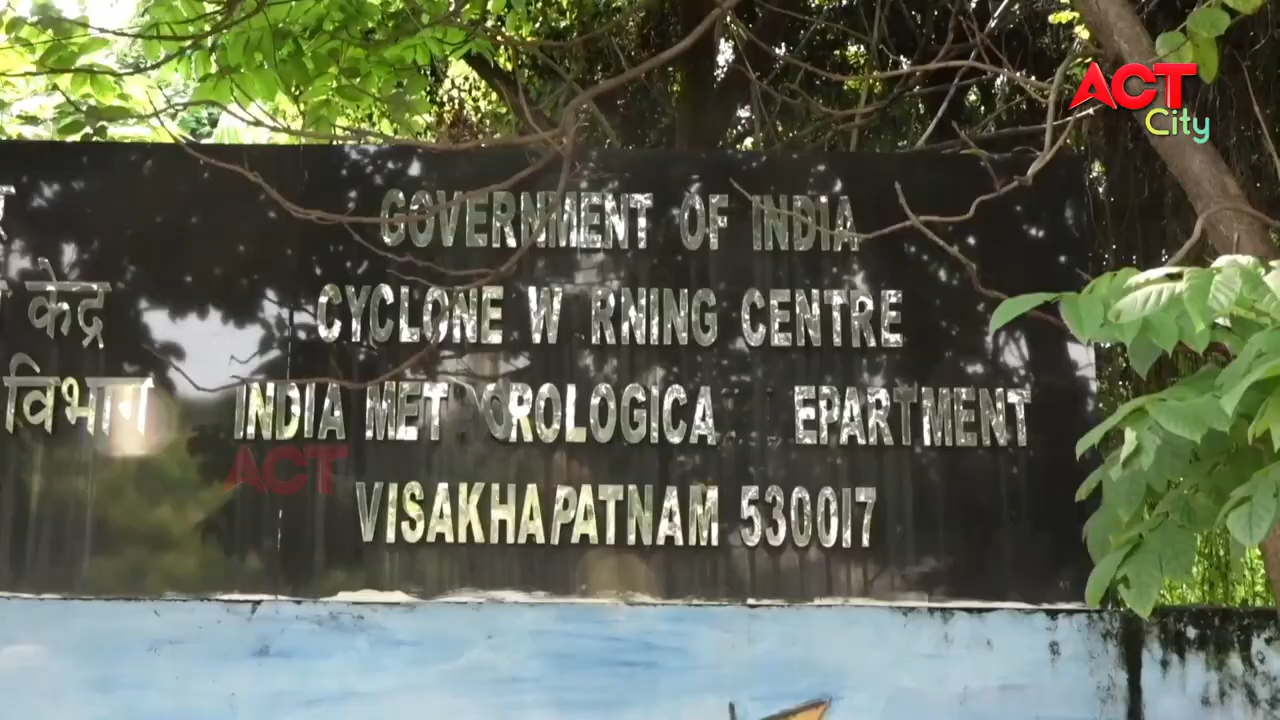 GOVERNMENT OF INDIA
केंद्र
CYCLONE W RNING CENTRE
विभाग
INDIA MET OROLOGICA EPARTMENT
VISAKHAPATNAM 530017
ACT
City
ACT